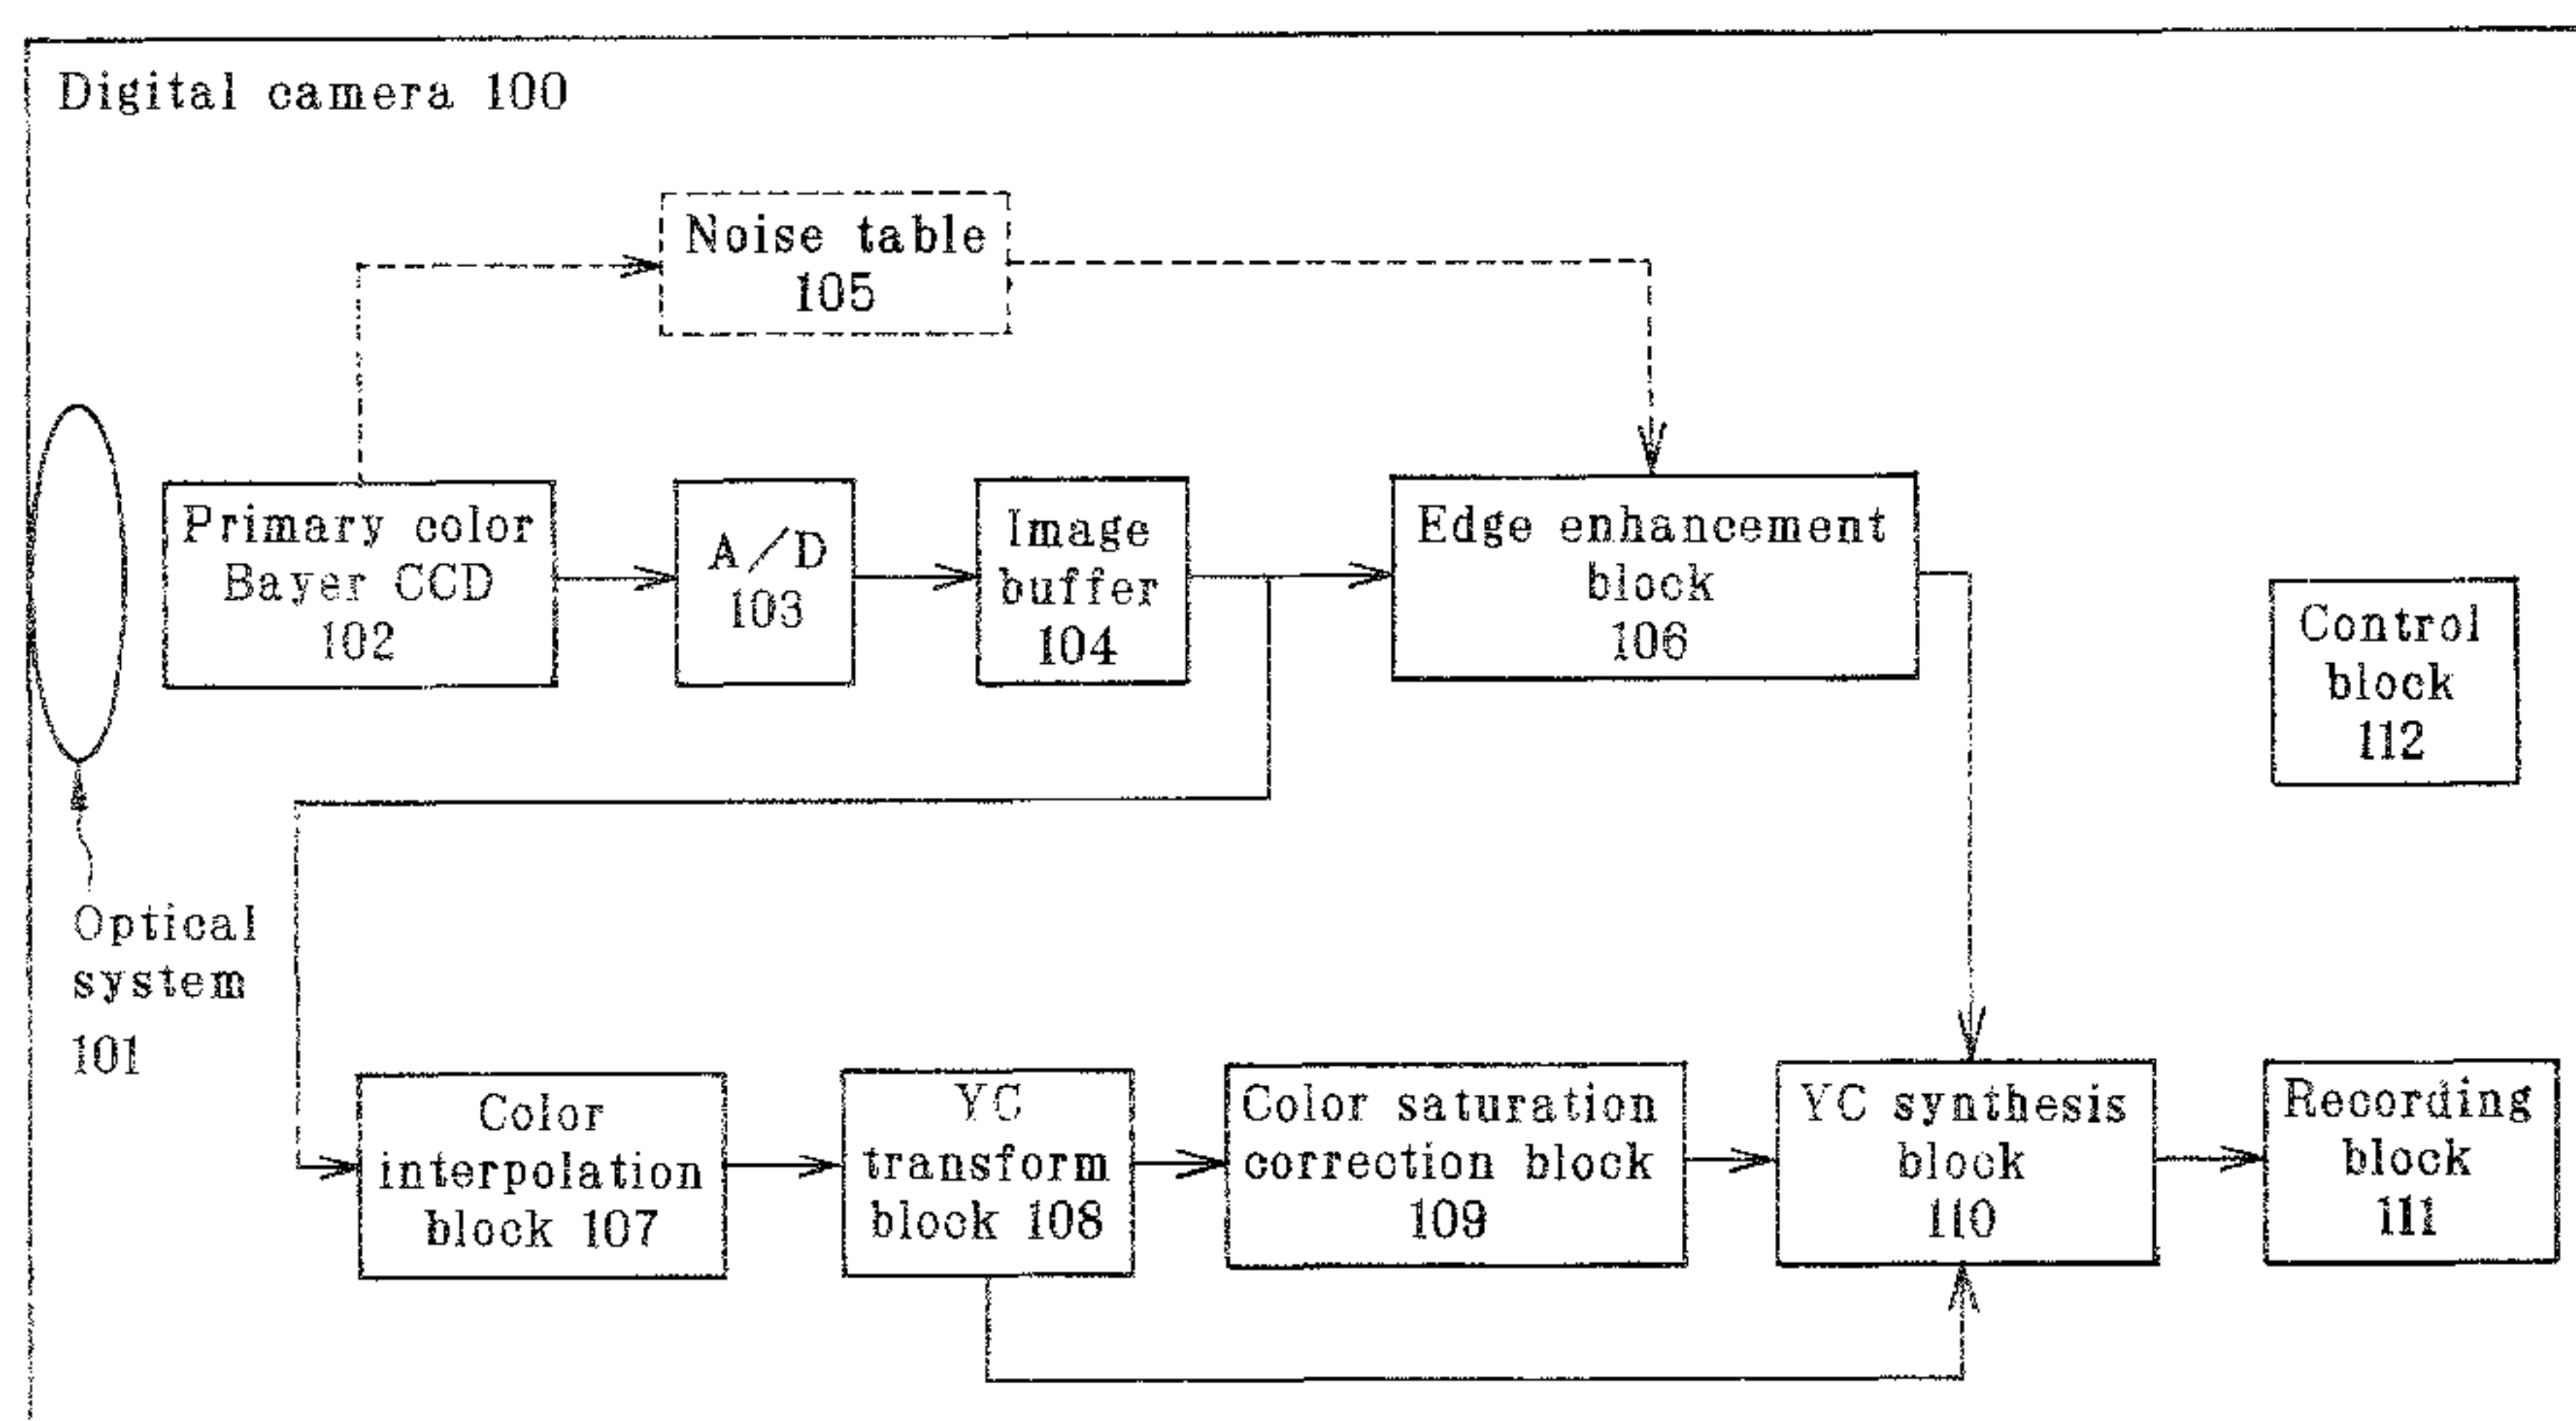 Digital camera 100
Noise table
105
Primary color
Bayer CCD
102
A/D
103
Image
buffer
104
Edge enhancement
block
106
Control
block
112
Optical
system
101
Color
interpolation
block 107
YC
transform
block 108
Color saturation
correction block
109
YC synthesis
block
110
Recording
block
111